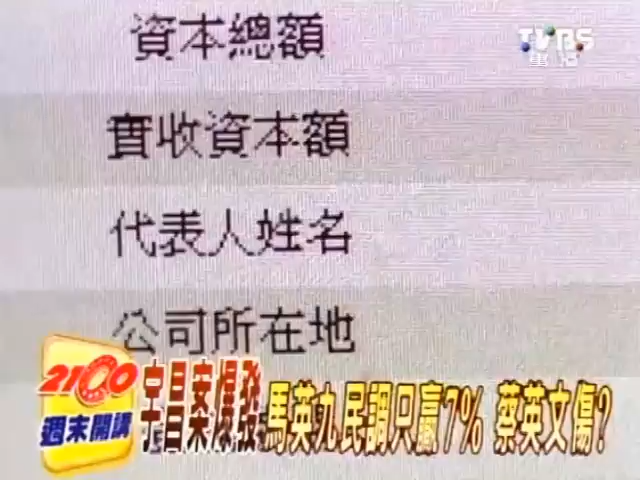 資本總額
TVBS
實收資本額
代表人姓名
公司所在地
2100
週末開講
宇昌案爆發 馬英九民調只贏7% 蔡英文傷?